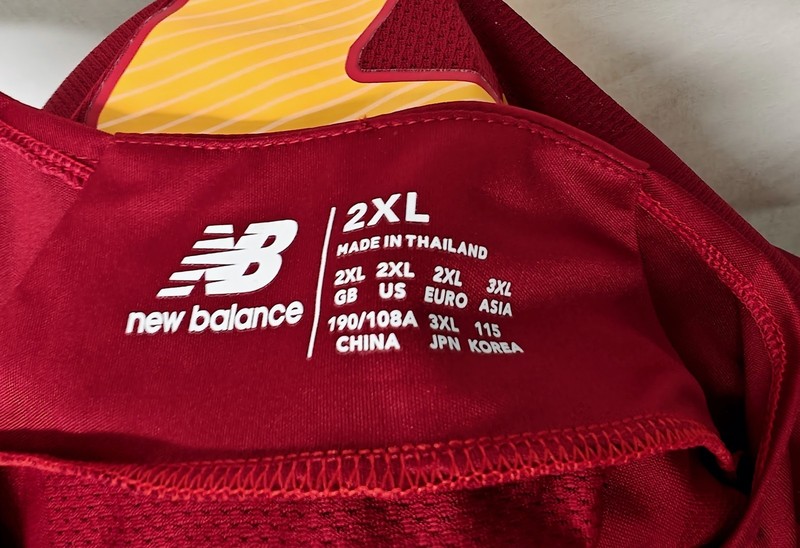 NB
new balance
2XL
MADE IN THAILAND
2XL 2XL 2XL 3XL
GB US EURO ASIA
190/108A 3XL 115
CHINA JPN KOREA